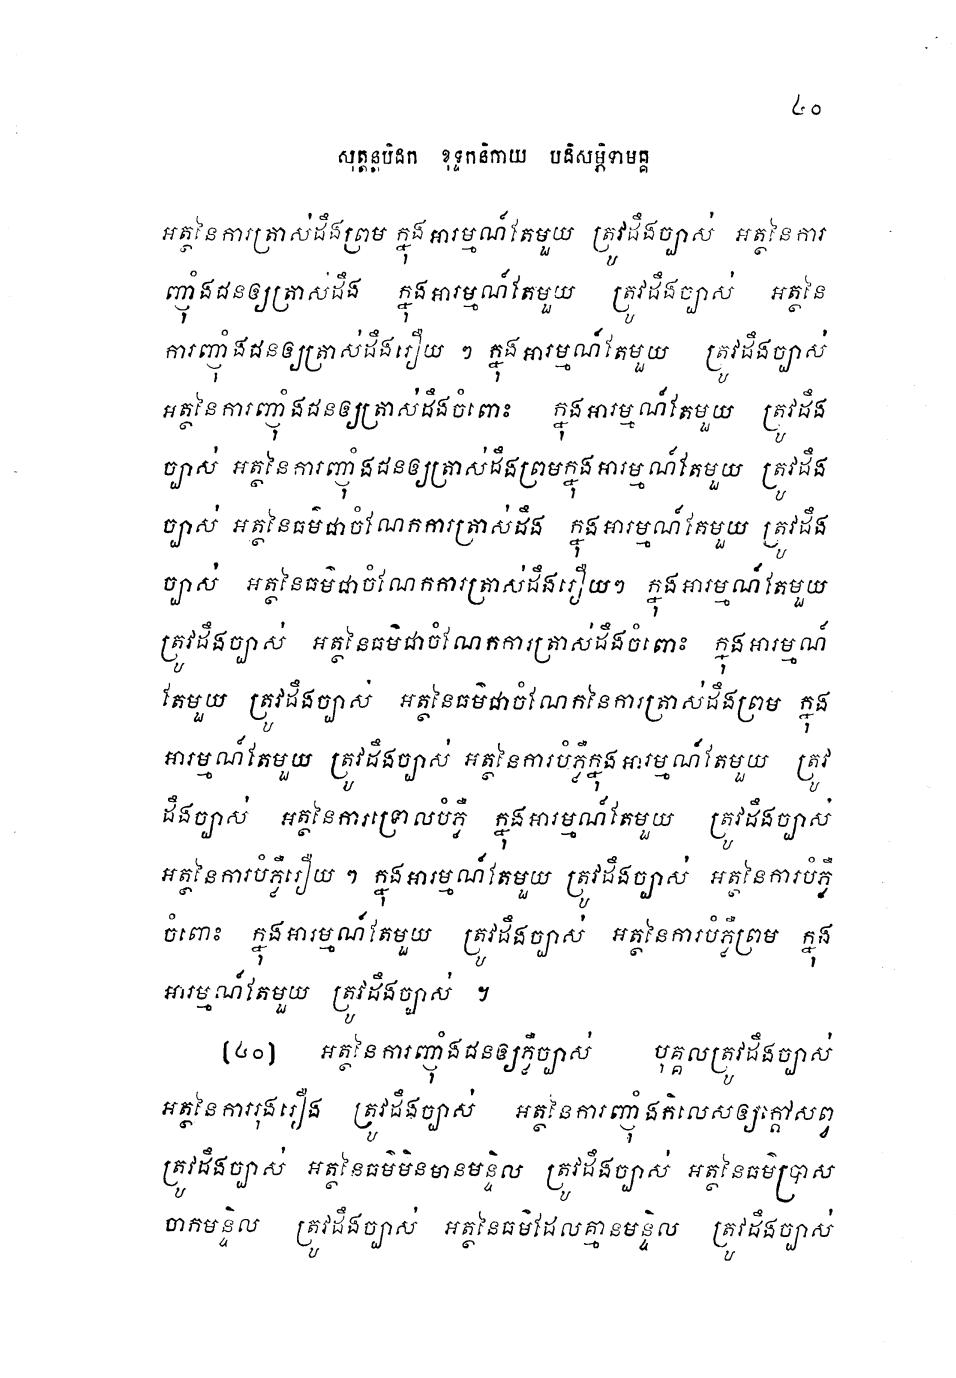 ៤០
សុត្តន្តបិដក ខុទ្ទកនិកាយ បដិសម្ភិទាមគ្គ
អត្ថនៃការត្រាស់ដឹងព្រម ក្នុងអារម្មណ៍តែមួយ ត្រូវដឹងច្បាស់ អត្ថនៃការ
ញ៉ាំងជនឲ្យត្រាស់ដឹង ក្នុងអារម្មណ៍តែមួយ ត្រូវដឹងច្បាស់ អត្ថនៃ
ការញ៉ាំងជនឲ្យត្រាស់ដឹងរឿយ ៗ ក្នុងអារម្មណ៍តែមួយ ត្រូវដឹងច្បាស់
អត្ថនៃការញ៉ាំងជនឲ្យត្រាស់ដឹងចំពោះ ក្នុងអារម្មណ៍តែមួយ ត្រូវដឹង
ច្បាស់ អត្ថនៃការញ៉ាំងជនឲ្យត្រាស់ដឹងព្រមក្នុងអារម្មណ៍តែមួយ ត្រូវដឹង
ច្បាស់ អត្ថនៃធម៌ជាចំណែកការត្រាស់ដឹង ក្នុងអារម្មណ៍តែមួយ ត្រូវដឹង
ច្បាស់ អត្ថនៃធម៌ជាចំណែកការត្រាស់ដឹងរឿយៗ ក្នុងអារម្មណ៍តែមួយ
ត្រូវដឹងច្បាស់ អត្ថនៃធម៌ជាចំណែកការត្រាស់ដឹងចំពោះ ក្នុងអារម្មណ៍
តែមួយ ត្រូវដឹងច្បាស់ អត្ថនៃធម៌ជាចំណែកនៃការត្រាស់ដឹងព្រម ក្នុង
អារម្មណ៍តែមួយ ត្រូវដឹងច្បាស់ អត្ថនៃការបំភ្លឺក្នុងអារម្មណ៍តែមួយ ត្រូវ
ដឹងច្បាស់ អត្ថនៃការទ្រោលបំភ្លឺ ក្នុងអារម្មណ៍តែមួយ ត្រូវដឹងច្បាស់
អត្ថនៃការបំភ្លឺរឿយ ៗ ក្នុងអារម្មណ៍តែមួយ ត្រូវដឹងច្បាស់ អត្ថនៃការបំភ្លឺ
ចំពោះ ក្នុងអារម្មណ៍តែមួយ ត្រូវដឹងច្បាស់ អត្ថនៃការបំភ្លឺព្រម ក្នុង
អារម្មណ៍តែមួយ ត្រូវដឹងច្បាស់ ។
(៤០) អត្ថនៃការញ៉ាំងជនឲ្យភ្លឺច្បាស់ បុគ្គលត្រូវដឹងច្បាស់
អត្ថនៃការរុងរឿង ត្រូវដឹងច្បាស់ អត្ថនៃការញ៉ាំងកិលេសឲ្យក្តៅសព្វ
ត្រូវដឹងច្បាស់ អត្ថនៃធម៌មិនមានមន្ទិល ត្រូវដឹងច្បាស់ អត្ថនៃធម៌ប្រាស
ចាកមន្ទិល ត្រូវដឹងច្បាស់ អត្ថនៃធម៌ដែលគ្មានមន្ទិល ត្រូវដឹងច្បាស់